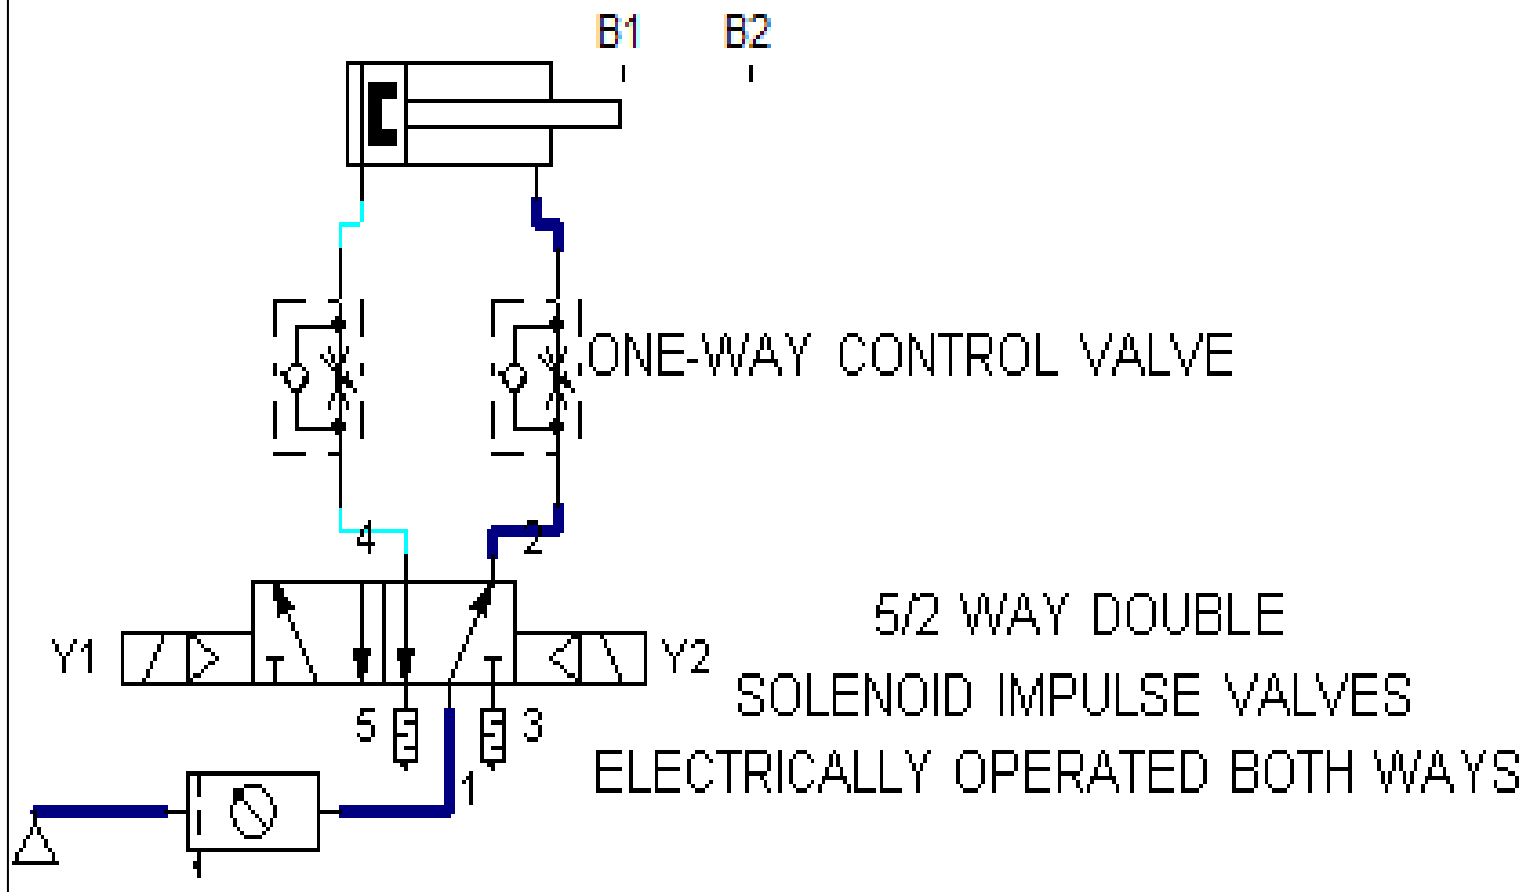 B1 B2
ONE-WAY CONTROL VALVE
4 2
5/2 WAY DOUBLE
Y1 Y2
SOLENOID IMPULSE VALVES
5 3
ELECTRICALLY OPERATED BOTH WAYS
1